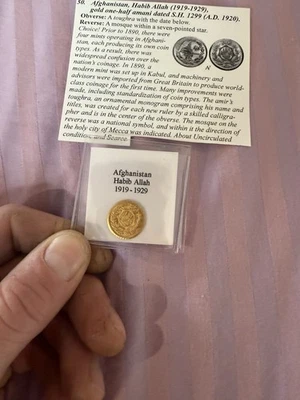 30. Afghanistan, Habib Allah (1919-1929),
gold one-half amani dated S.H. 1299 (A.D. 1920).
Obverse: A toughra with the date below.
Reverse: A mosque within a seven-pointed star.
Choice! Prior to 1890, there were
four mints operating in Afghani-
stan, each producing its own coin
types. As a result, there was
widespread confusion over the
nation's coinage. In 1890, a
modern mint was set up in Kabul, and machinery and
advisors were imported from Great Britain to produce world-
class coinage for the first time. Many improvements were
made, including standardization of coin types. The amir's
toughra, an ornamental monogram comprising his name and
titles, was created for each new ruler by a skilled calligra-
pher and is in the center of the obverse. The mosque on the
reverse was a national symbol, and within it the direction of
the holy city of Mecca was indicated. About Uncirculated
condition, and Scarce.
N
Afghanistan
Habib Allah
1919 - 1929